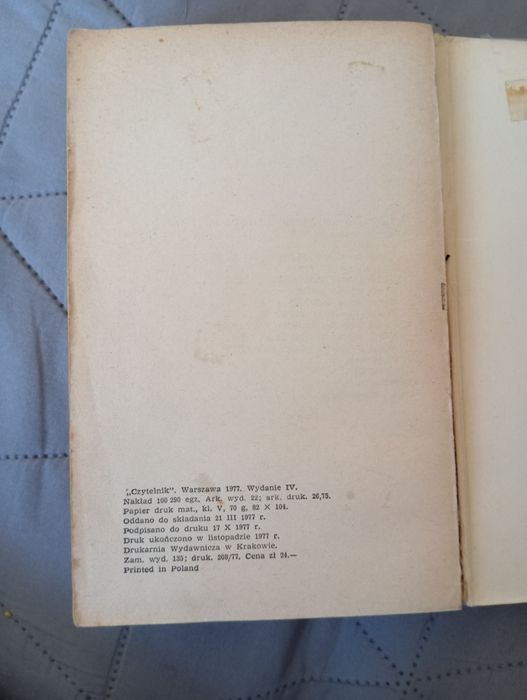 „Czytelnik”, Warszawa 1977. Wydanie IV.
Nakład 100 290 egz. Ark. wyd. 22; ark. druk. 26,75.
Papier druk mat., kl. V, 70 g, 82 X 104.
Oddano do składania 21 III 1977 r.
Podpisano do druku 17 X 1977 r.
Druk ukończono w listopadzie 1977 r.
Drukarnia Wydawnicza w Krakowie.
Zam. wyd. 135; druk. 208/77. Cena zł 24,—
Printed in Poland